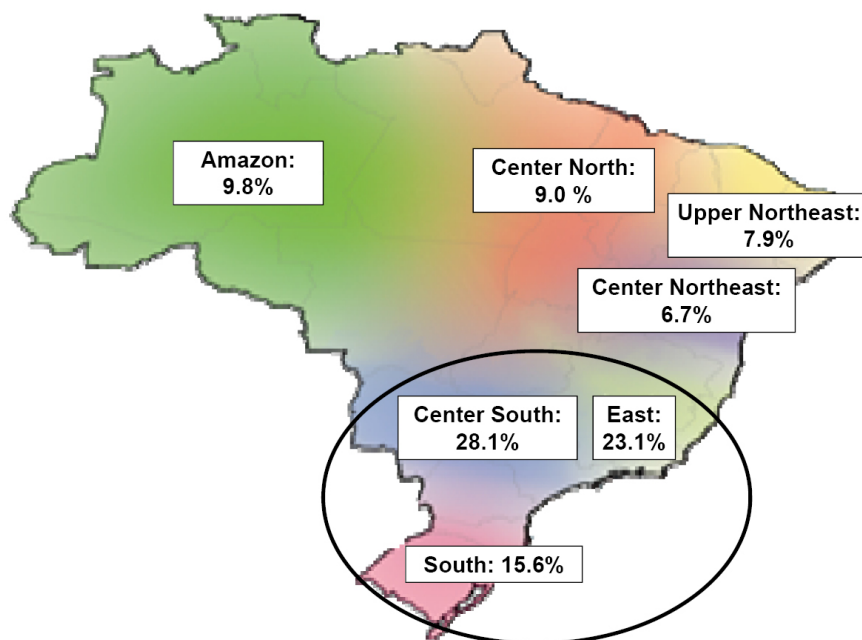 Amazon:
9.8%
Center North:
9.0 %
Upper Northeast:
7.9%
Center Northeast:
6.7%
Center South:
28.1%
East:
23.1%
South: 15.6%